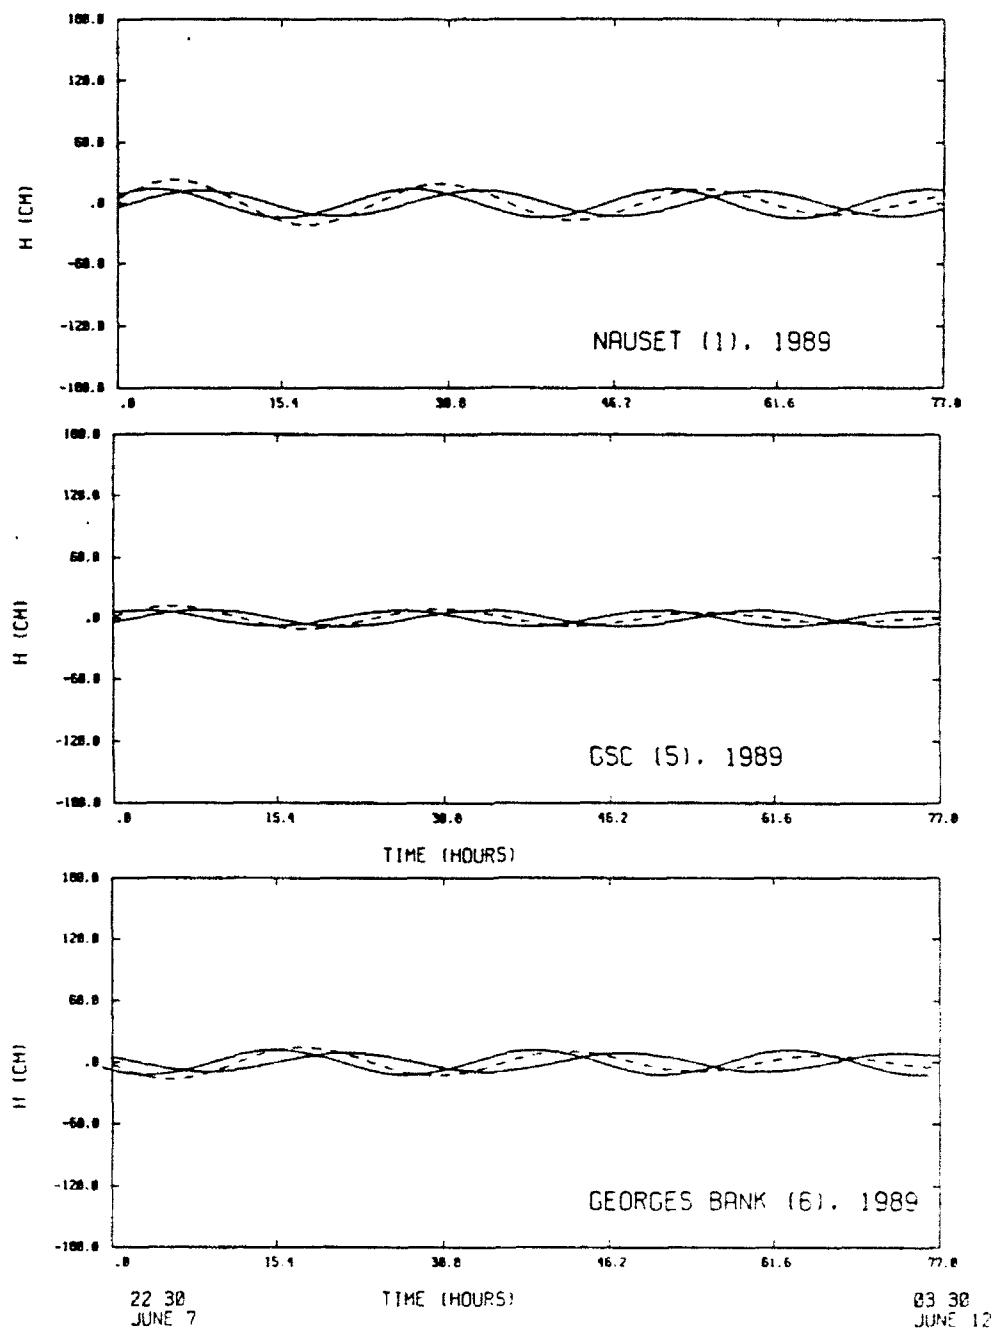 180.0
120.0
60.0
.0
-60.0
-120.0
-180.0
H (CM)
NAUSET (1). 1989
.0 15.4 30.8 46.2 61.6 77.0
180.0
120.0
60.0
.0
-60.0
-120.0
-180.0
H (CM)
GSC (5). 1989
.0 15.4 30.8 46.2 61.6 77.0
TIME (HOURS)
180.0
120.0
60.0
.0
-60.0
-120.0
-180.0
H (CM)
GEORGES BANK (6). 1989
.0 15.4 30.8 46.2 61.6 77.0
22 30 TIME (HOURS) 03 30
JUNE 7 JUNE 12